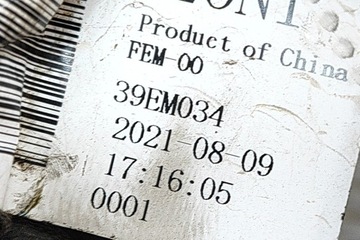 Product of China
FEM-00
39EM034
2021-08-09
17:16:05
0001